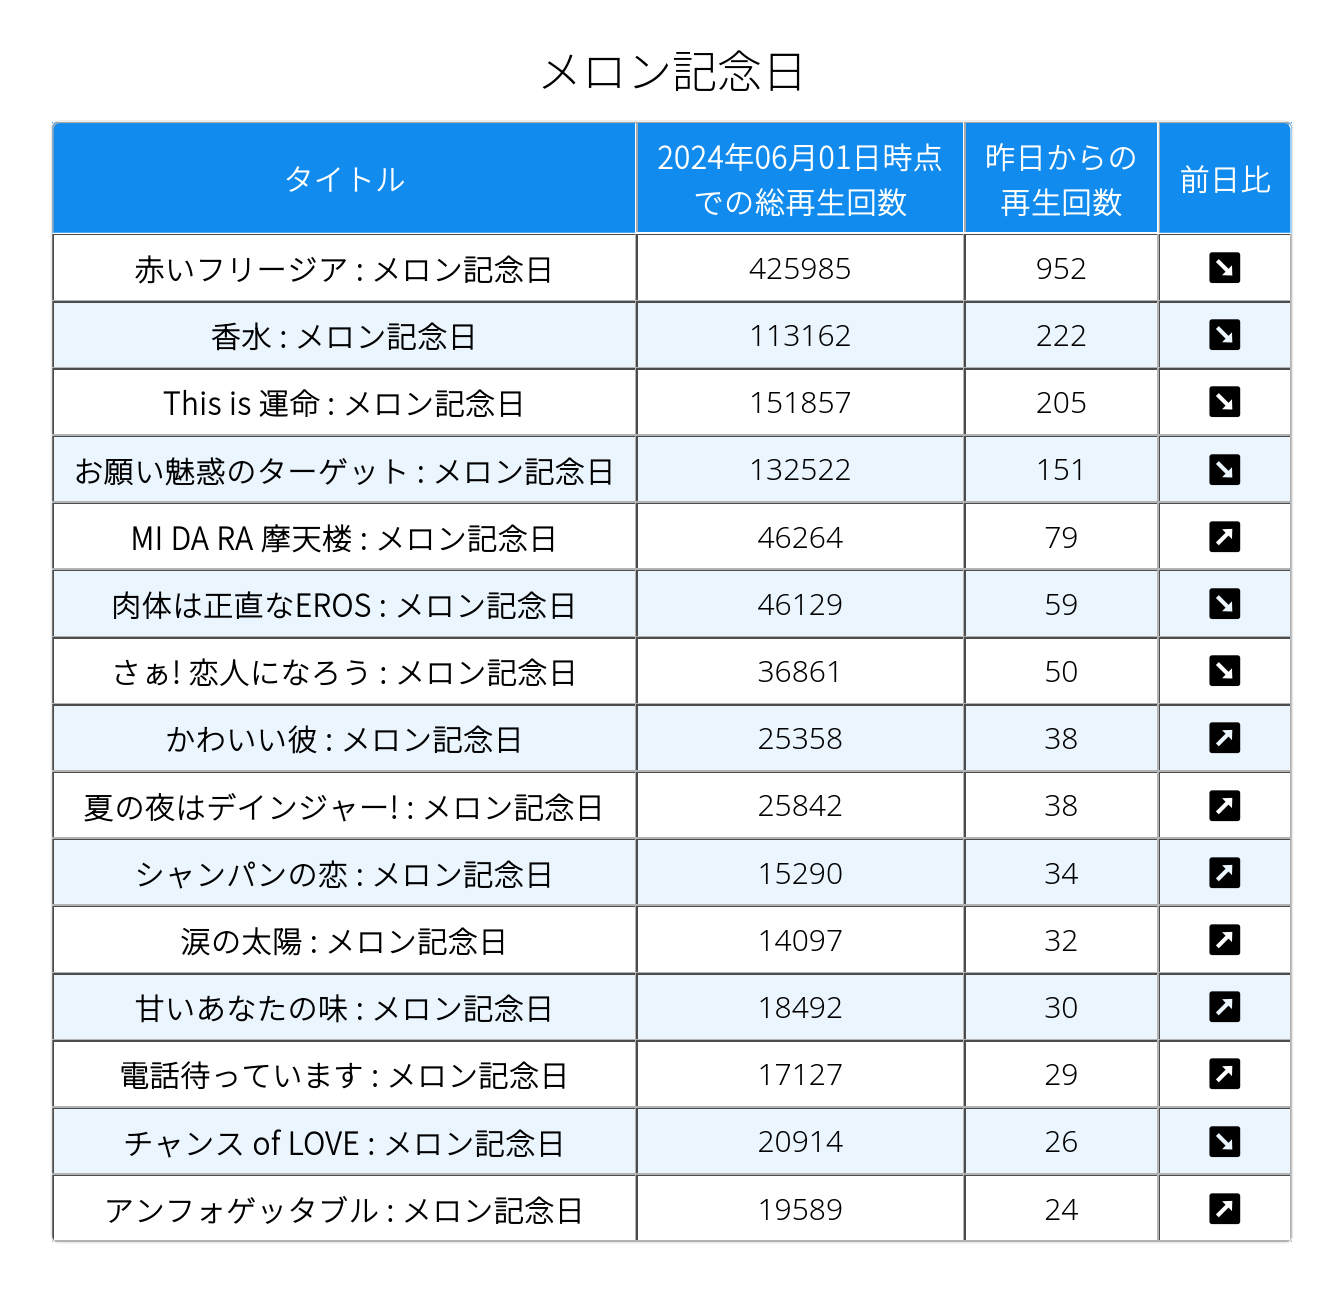 メロン記念日
タイトル
2024年06月01日時点
での総再生回数
昨日からの
再生回数
前日比
赤いフリージア : メロン記念日 425985 952 ↘
香水 : メロン記念日 113162 222 ↘
This is 運命 : メロン記念日 151857 205 ↘
お願い魅惑のターゲット : メロン記念日 132522 151 ↘
MI DA RA 摩天楼 : メロン記念日 46264 79 ↗
肉体は正直なEROS : メロン記念日 46129 59 ↘
さぁ! 恋人になろう : メロン記念日 36861 50 ↘
かわいい彼 : メロン記念日 25358 38 ↗
夏の夜はデインジャー! : メロン記念日 25842 38 ↗
シャンパンの恋 : メロン記念日 15290 34 ↗
涙の太陽 : メロン記念日 14097 32 ↗
甘いあなたの味 : メロン記念日 18492 30 ↗
電話待っています : メロン記念日 17127 29 ↗
チャンス of LOVE : メロン記念日 20914 26 ↘
アンフォゲッタブル : メロン記念日 19589 24 ↗